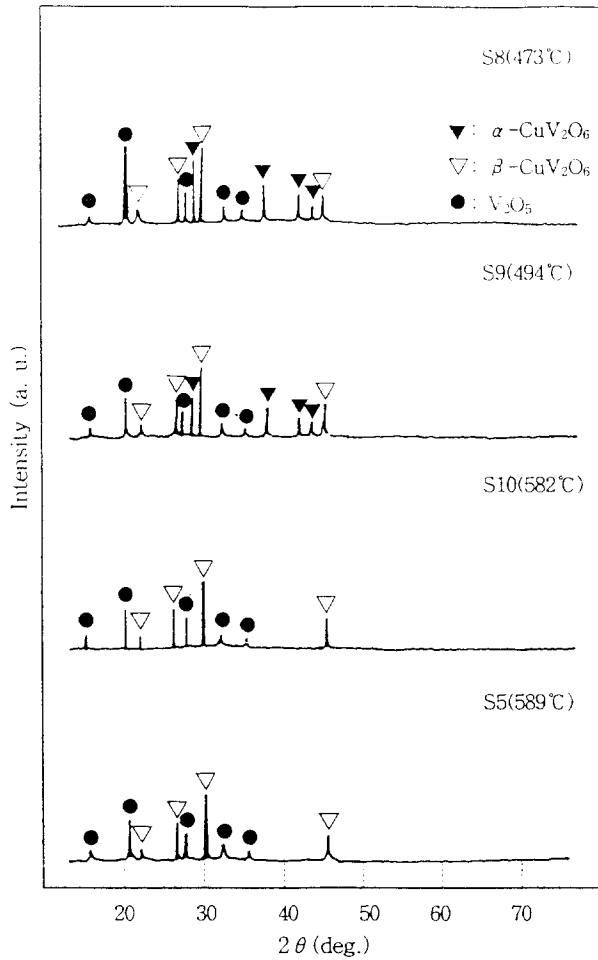 S8(473℃)
▼: α-CuV₂O₆
▽: β-CuV₂O₆
●: V₂O₅
S9(494℃)
S10(582℃)
S5(589℃)
Intensity (a. u.)
20 30 40 50 60 70
2θ(deg.)